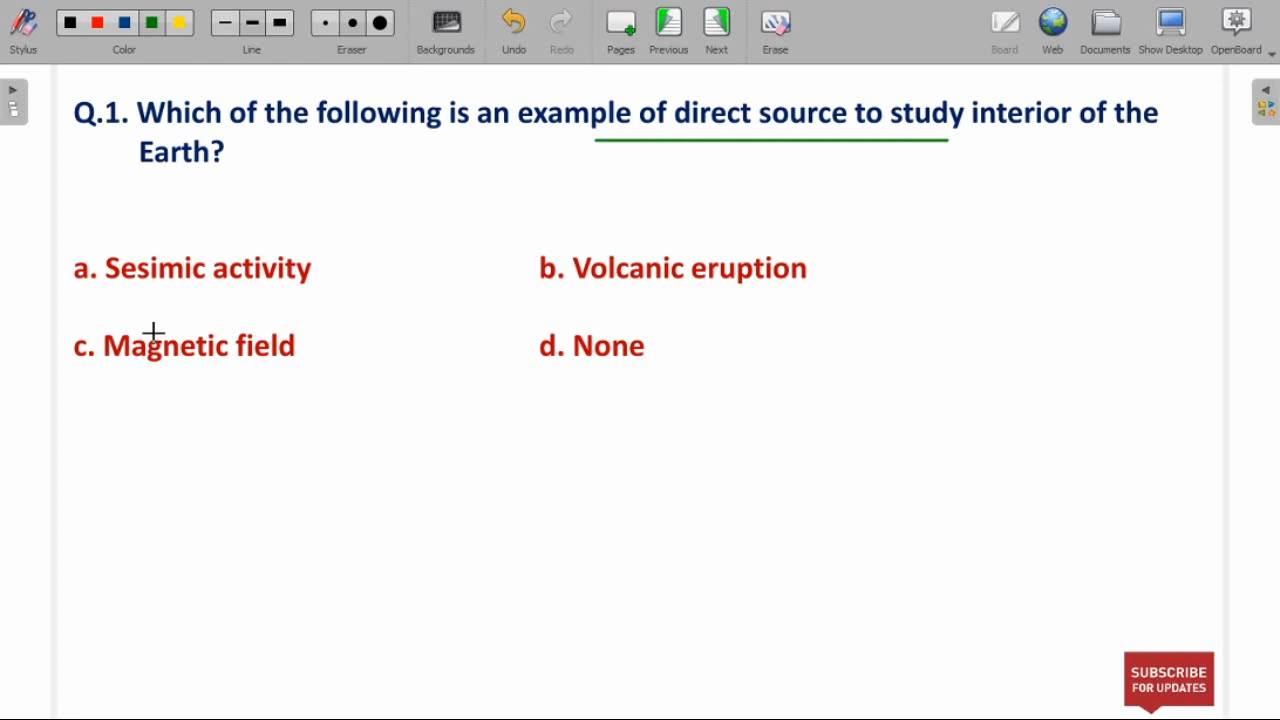 Stylus
Color
Line
Eraser
Backgrounds
Undo
Redo
Pages
Previous
Next
Erase
Board
Web
Documents
Show Desktop
OpenBoard
Q.1. Which of the following is an example of direct source to study interior of the
Earth?
a. Sesimic activity
b. Volcanic eruption
c. Magnetic field
d. None
SUBSCRIBE
FOR UPDATES